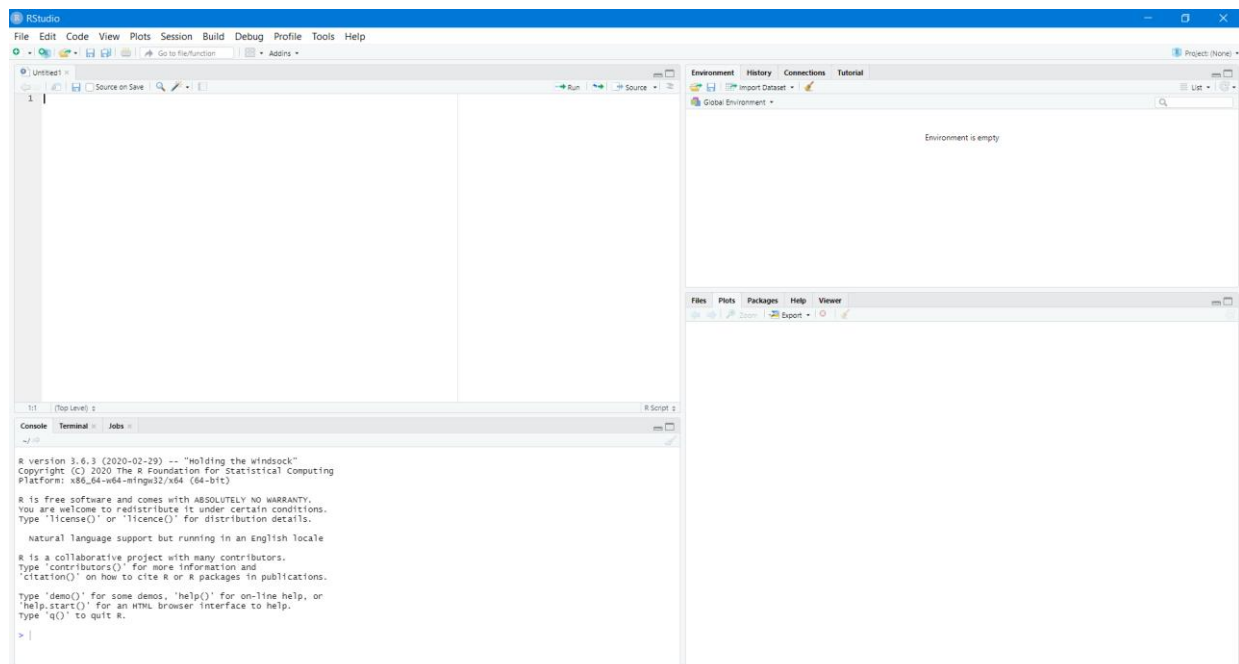 RStudio
File Edit Code View Plots Session Build Debug Profile Tools Help
Go to file/function Addins
Project: (None)
Untitled1
Source on Save Run Source
1
1:1 (Top Level) R Script
Console Terminal Jobs
~/
R version 3.6.3 (2020-02-29) -- "Holding the Windsock"
Copyright (C) 2020 The R Foundation for Statistical Computing
Platform: x86_64-w64-mingw32/x64 (64-bit)
R is free software and comes with ABSOLUTELY NO WARRANTY.
You are welcome to redistribute it under certain conditions.
Type 'license()' or 'licence()' for distribution details.
Natural language support but running in an English locale
R is a collaborative project with many contributors.
Type 'contributors()' for more information and
'citation()' on how to cite R or R packages in publications.
Type 'demo()' for some demos, 'help()' for on-line help, or
'help.start()' for an HTML browser interface to help.
Type 'q()' to quit R.
>
Environment History Connections Tutorial
Import Dataset List
Global Environment
Environment is empty
Files Plots Packages Help Viewer
Zoom Export